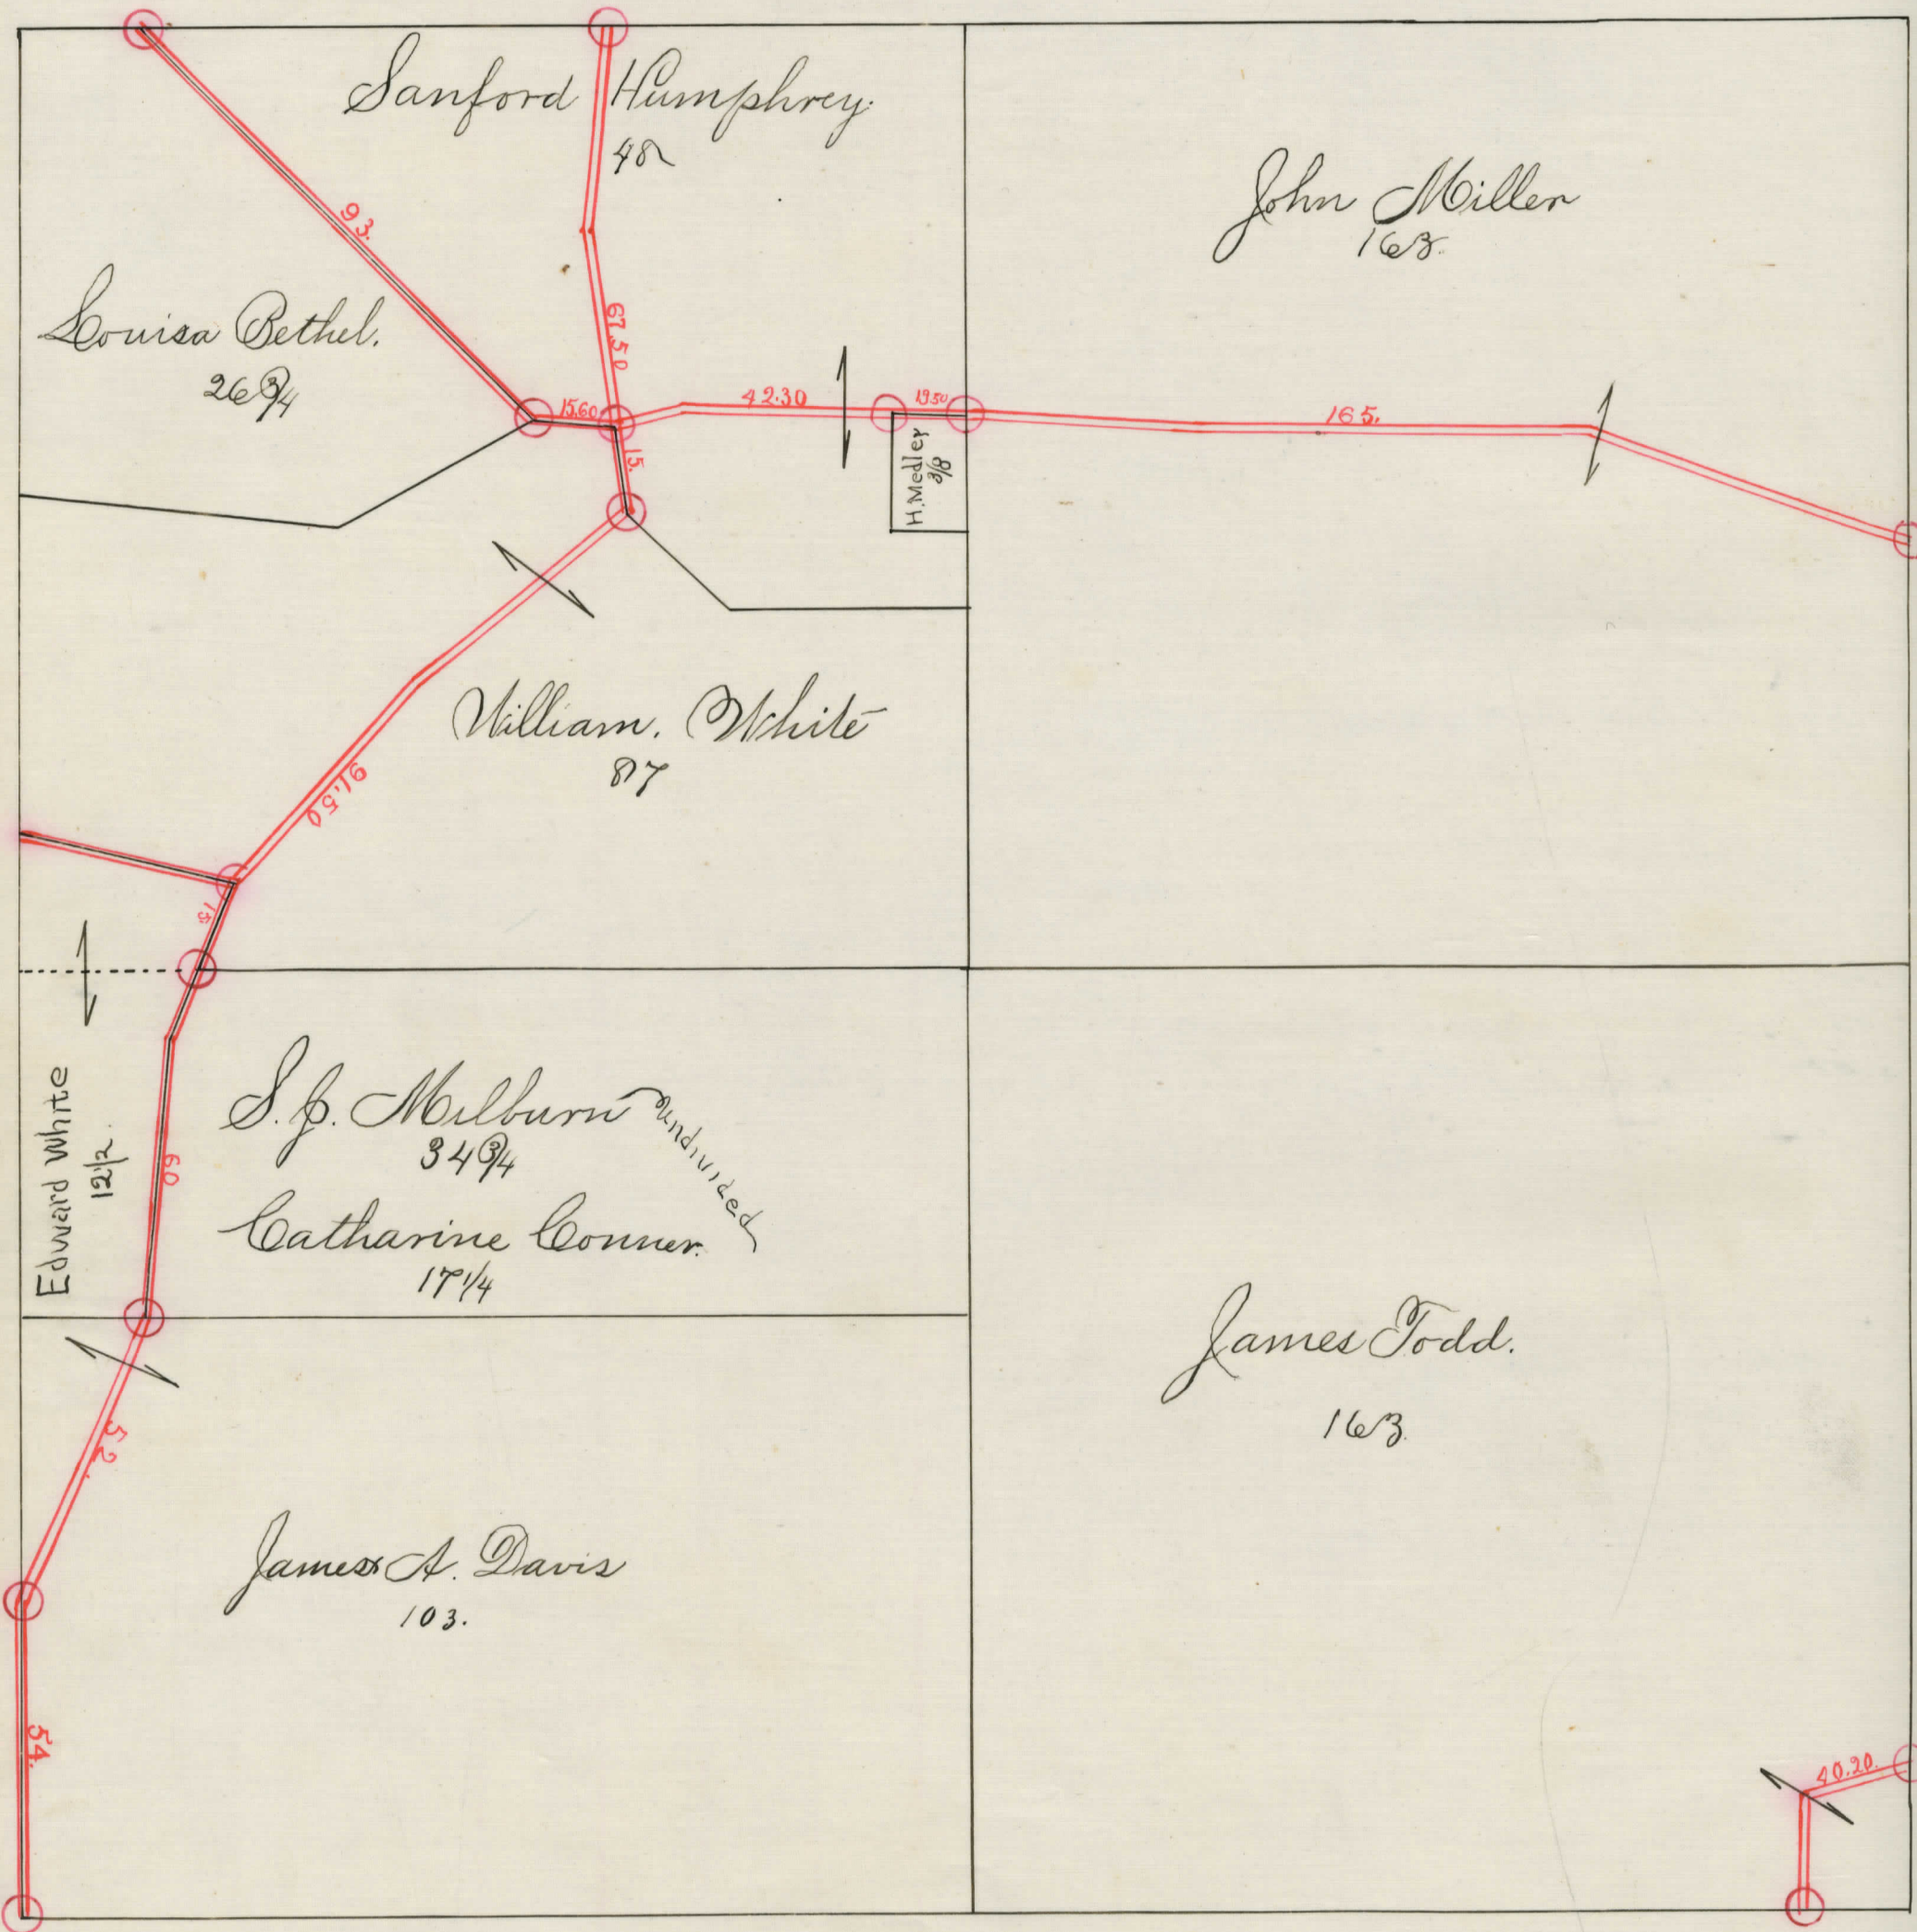 Sanford Humphrey.
48
John Miller
163.
93.
Louisa Bethel.
26 3/4
67.50
15.60
42.30
19.50
165.
15.
H. Medley
3/8
William. White
87
91.50
15
Edward White
12 1/2
S. J. Milburn
34 3/4
undivided
Catharine Conner.
17 1/4
60
James Todd.
163.
52.
James A. Davis
103.
54.
40.20.